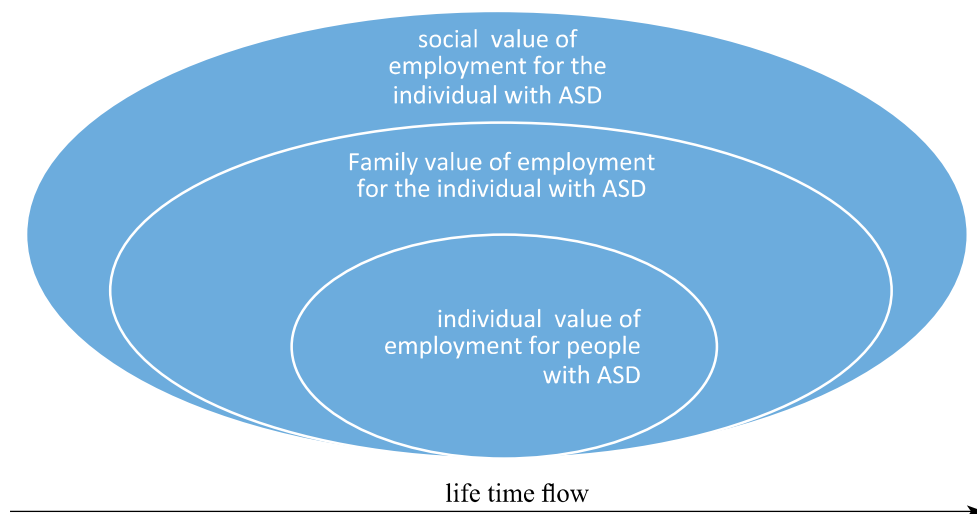 social value of
employment for the
individual with ASD
Family value of employment
for the individual with ASD
individual value of
employment for people
with ASD
life time flow